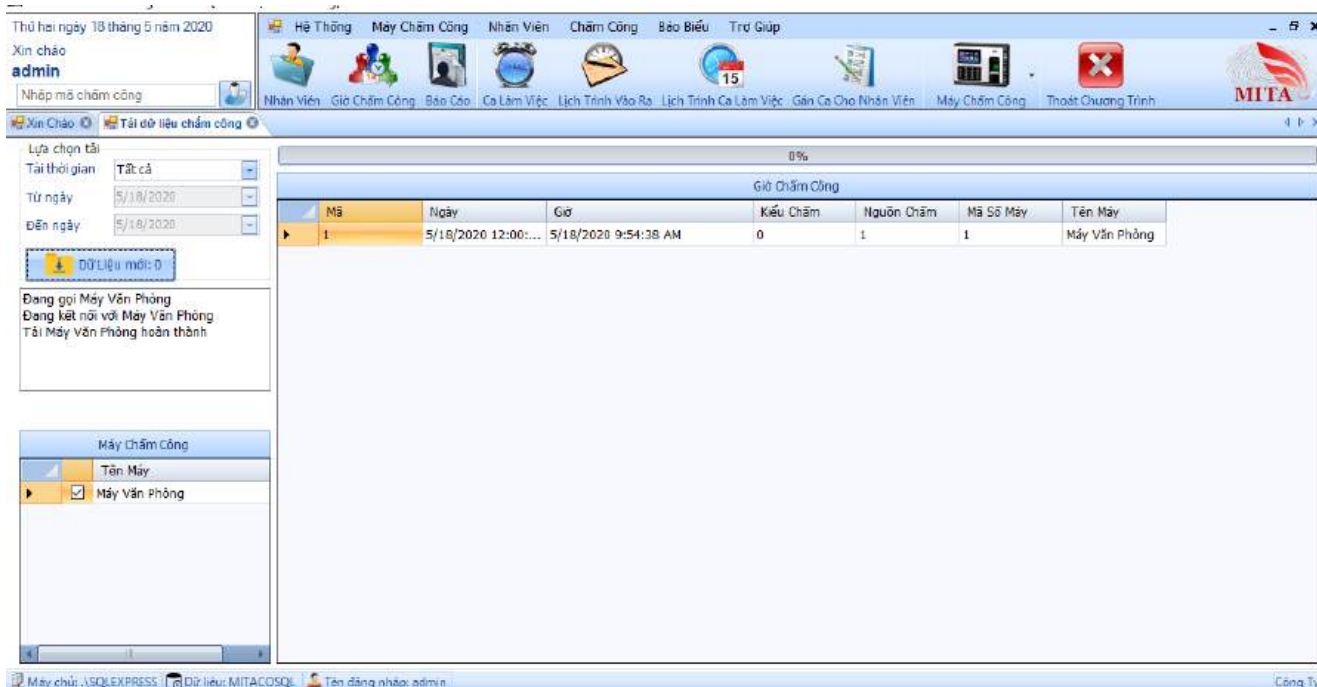 Thứ hai ngày 18 tháng 5 năm 2020
Hệ Thống Máy Chấm Công Nhân Viên Chấm Công Báo Biểu Trợ Giúp
Xin chào
admin
Nhập mã chấm công
15
MITA
Nhân Viên Giờ Chấm Công Báo Cáo Ca Làm Việc Lịch Trình Vào Ra Lịch Trình Ca Làm Việc Gán Ca Cho Nhân Viên Máy Chấm Công Thoát Chương Trình
Xin Chào Tải dữ liệu chấm công
Lựa chọn tải
Tải thời gian Tất cả
Từ ngày 5/18/2020
Đến ngày 5/18/2020
Dữ Liệu mới: 0
Đang gọi Máy Văn Phòng
Đang kết nối với Máy Văn Phòng
Tải Máy Văn Phòng hoàn thành
Máy Chấm Công
Tên Máy
Máy Văn Phòng
0%
Giờ Chấm Công
Mã Ngày Giờ Kiểu Chấm Nguồn Chấm Mã Số Máy Tên Máy
1 5/18/2020 12:00:... 5/18/2020 9:54:38 AM 0 1 1 Máy Văn Phòng
Máy chủ: .\SQLEXPRESS Dữ liệu: MITACOSQL Tên đăng nhập: admin Công Ty